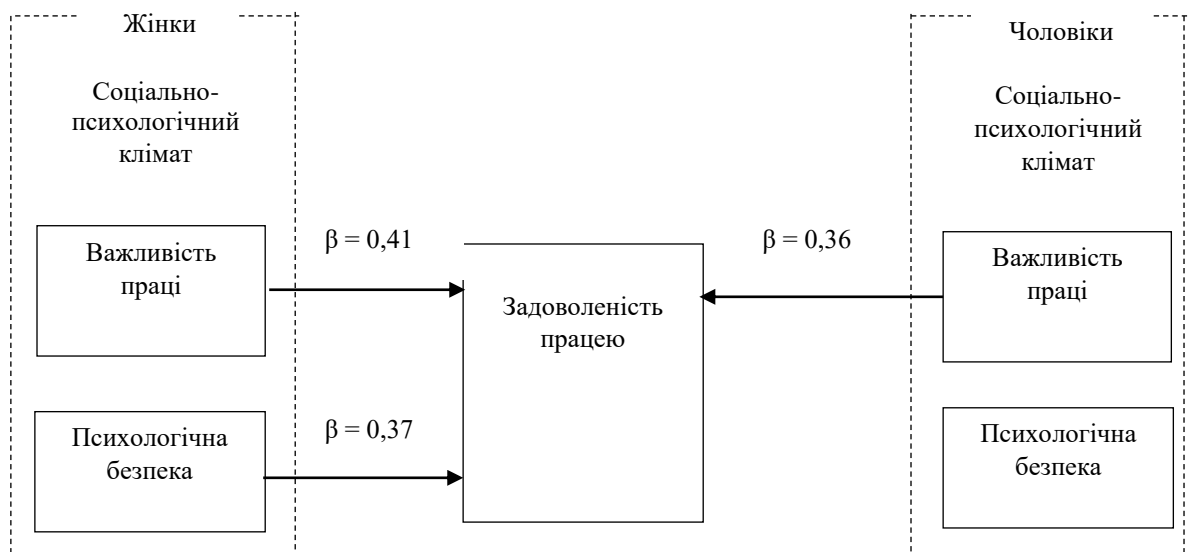 Жінки
Соціально-
психологічний
клімат
Важливість
праці
Психологічна
безпека
β = 0,41
β = 0,37
Задоволеність
працею
β = 0,36
Чоловіки
Соціально-
психологічний
клімат
Важливість
праці
Психологічна
безпека